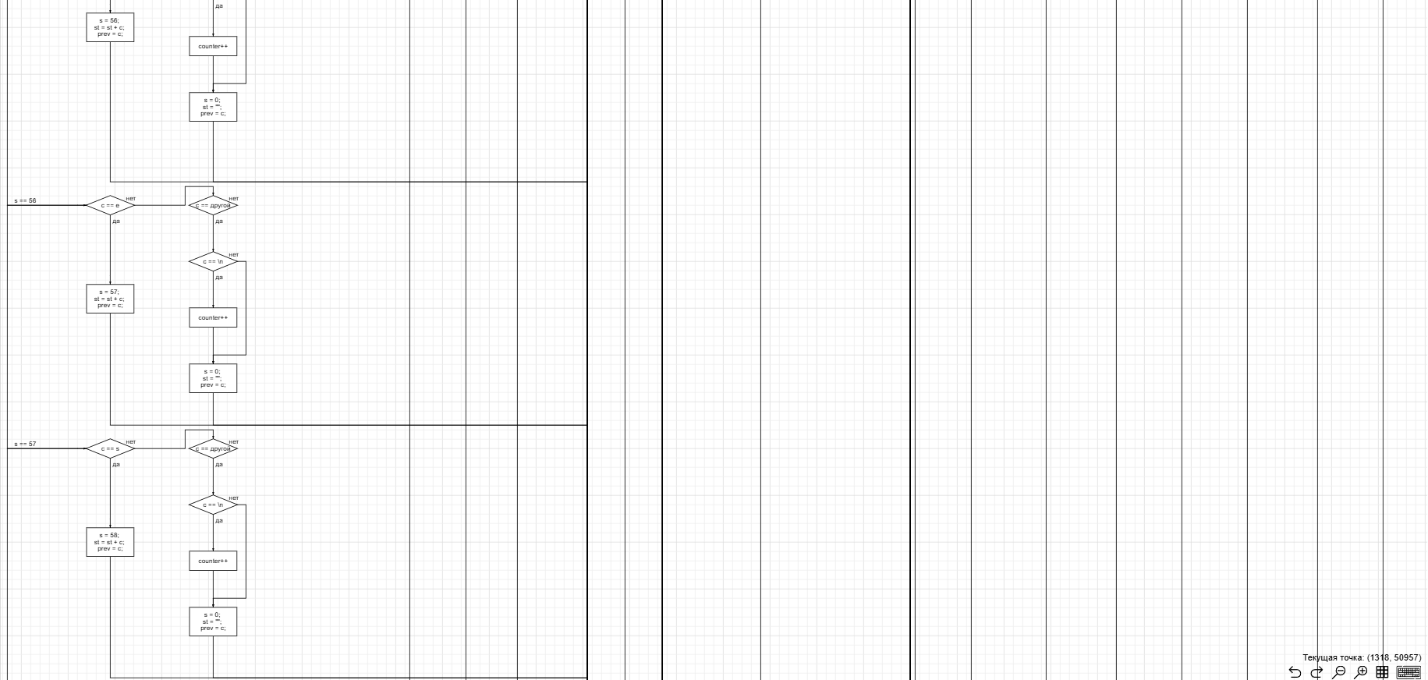 да
s = 56;
st = st + c;
prev = c;
counter++
s = 0;
st = "";
prev = c;
s == 56
c == e
нет
c == другой
нет
да
да
c == \n
нет
да
s = 57;
st = st + c;
prev = c;
counter++
s = 0;
st = "";
prev = c;
s == 57
c == s
нет
c == другой
нет
да
да
c == \n
нет
да
s = 58;
st = st + c;
prev = c;
counter++
s = 0;
st = "";
prev = c;
Текущая точка: (1318, 50957)